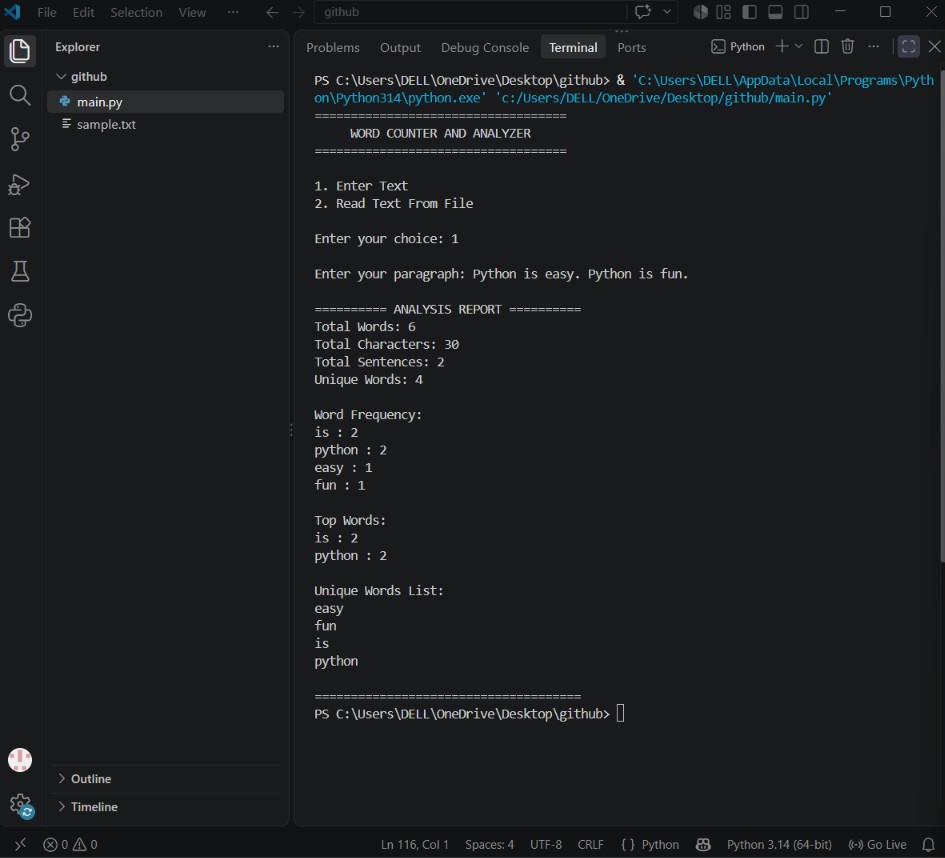 File Edit Selection View ··· github
Explorer ···
github
main.py
sample.txt
Outline
Timeline
Problems Output Debug Console Terminal Ports Python ···
PS C:\Users\DELL\OneDrive\Desktop\github> & 'C:\Users\DELL\AppData\Local\Programs\Pyth
on\Python314\python.exe' 'c:/Users/DELL/OneDrive/Desktop/github/main.py'
===================================
WORD COUNTER AND ANALYZER
===================================
1. Enter Text
2. Read Text From File
Enter your choice: 1
Enter your paragraph: Python is easy. Python is fun.
========== ANALYSIS REPORT ==========
Total Words: 6
Total Characters: 30
Total Sentences: 2
Unique Words: 4
Word Frequency:
is : 2
python : 2
easy : 1
fun : 1
Top Words:
is : 2
python : 2
Unique Words List:
easy
fun
is
python
=====================================
PS C:\Users\DELL\OneDrive\Desktop\github>
0 0 Ln 116, Col 1 Spaces: 4 UTF-8 CRLF { } Python Python 3.14 (64-bit) Go Live